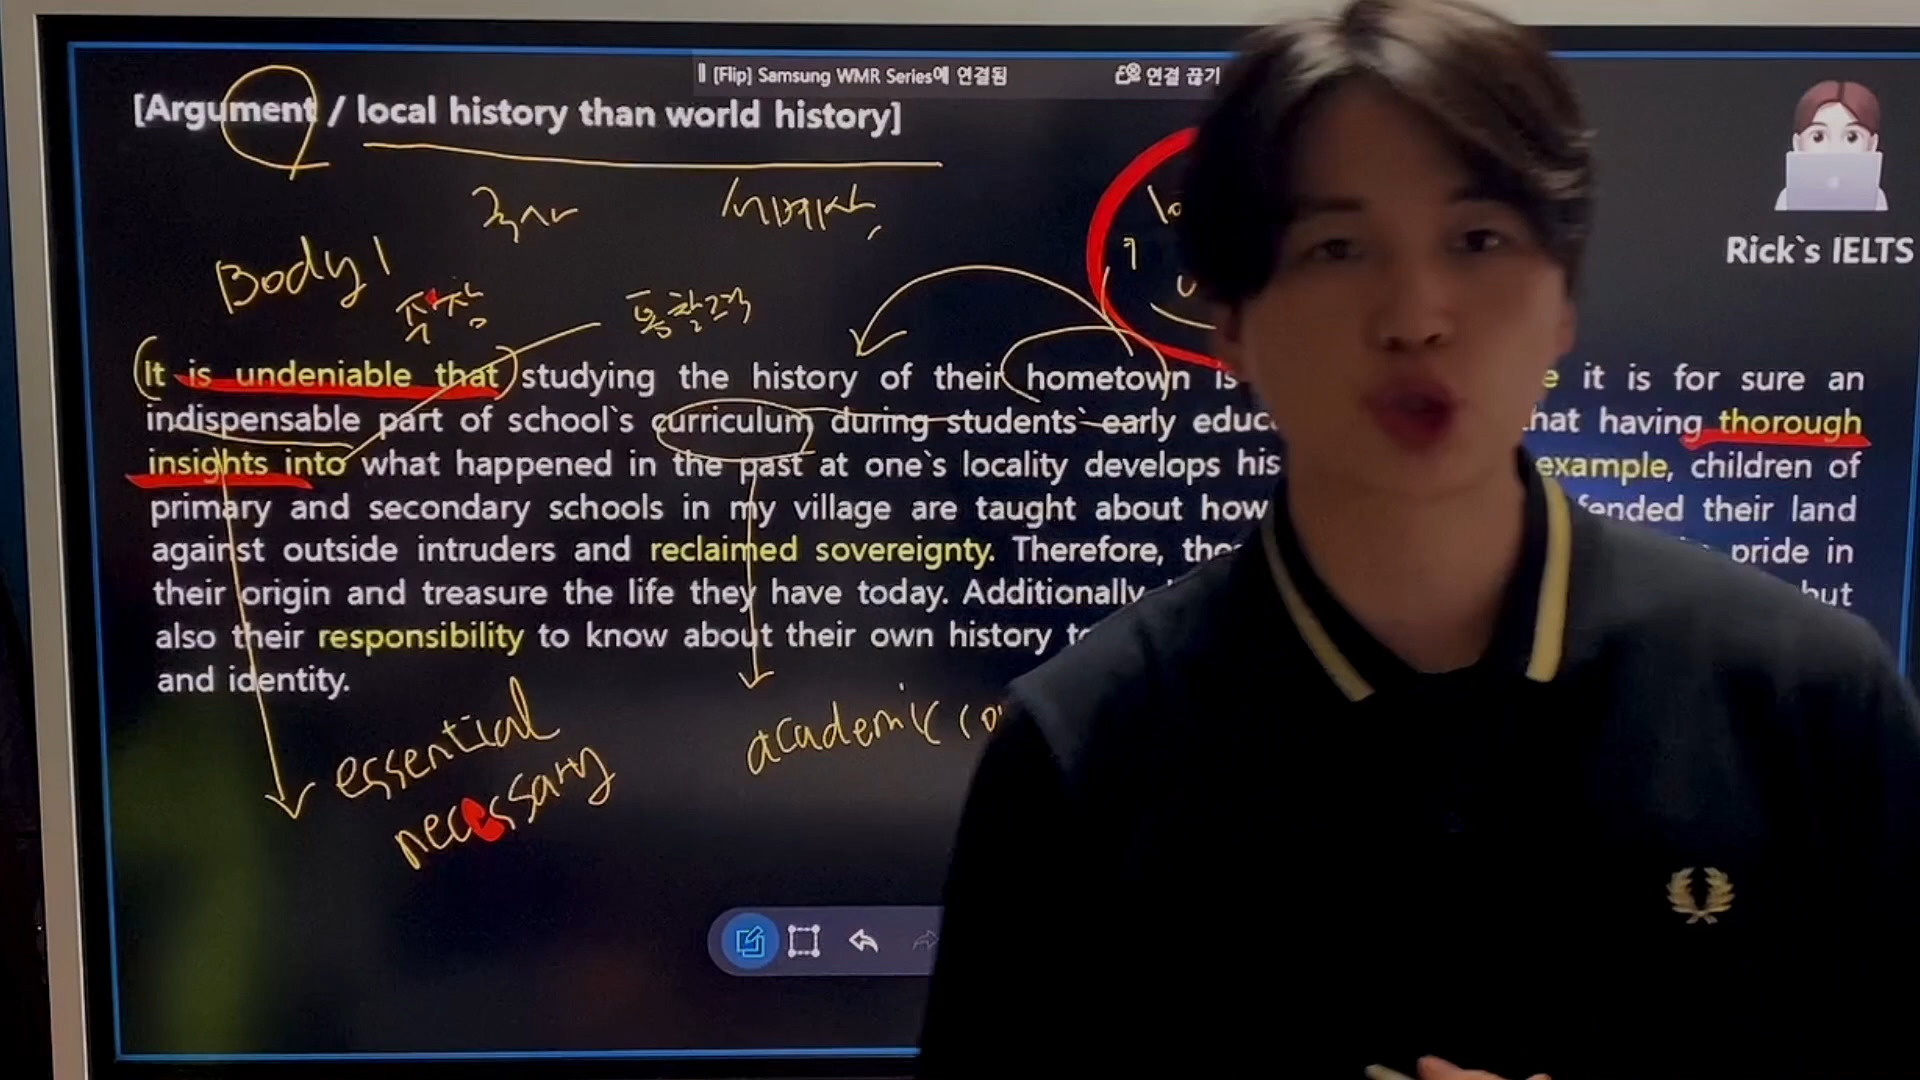 [Flip] Samsung WMR Series에 연결됨 연결 끊기
[Argument / local history than world history]
Rick`s IELTS
국사 세계사
Body 1
주장
통찰력
It is undeniable that studying the history of their hometown is e it is for sure an
indispensable part of school`s curriculum during students` early educ that having thorough
insights into what happened in the past at one`s locality develops his example, children of
primary and secondary schools in my village are taught about how fended their land
against outside intruders and reclaimed sovereignty. Therefore, pride in
their origin and treasure the life they have today. Additionally but
also their responsibility to know about their own history
and identity.
essential
necessary
academic